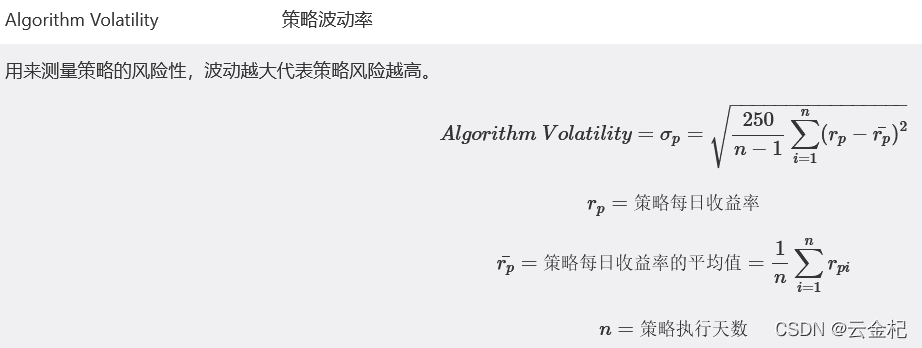 Algorithm Volatility 策略波动率
用来测量策略的风险性，波动越大代表策略风险越高。
$Algorithm\ Volatility = \sigma_p = \sqrt{\frac{250}{n-1}\sum_{i=1}^{n}(r_p - \bar{r_p})^2}$
$r_p = 策略每日收益率$
$\bar{r_p} = 策略每日收益率的平均值 = \frac{1}{n}\sum_{i=1}^{n} r_{pi}$
$n = 策略执行天数$ CSDN @云金杞